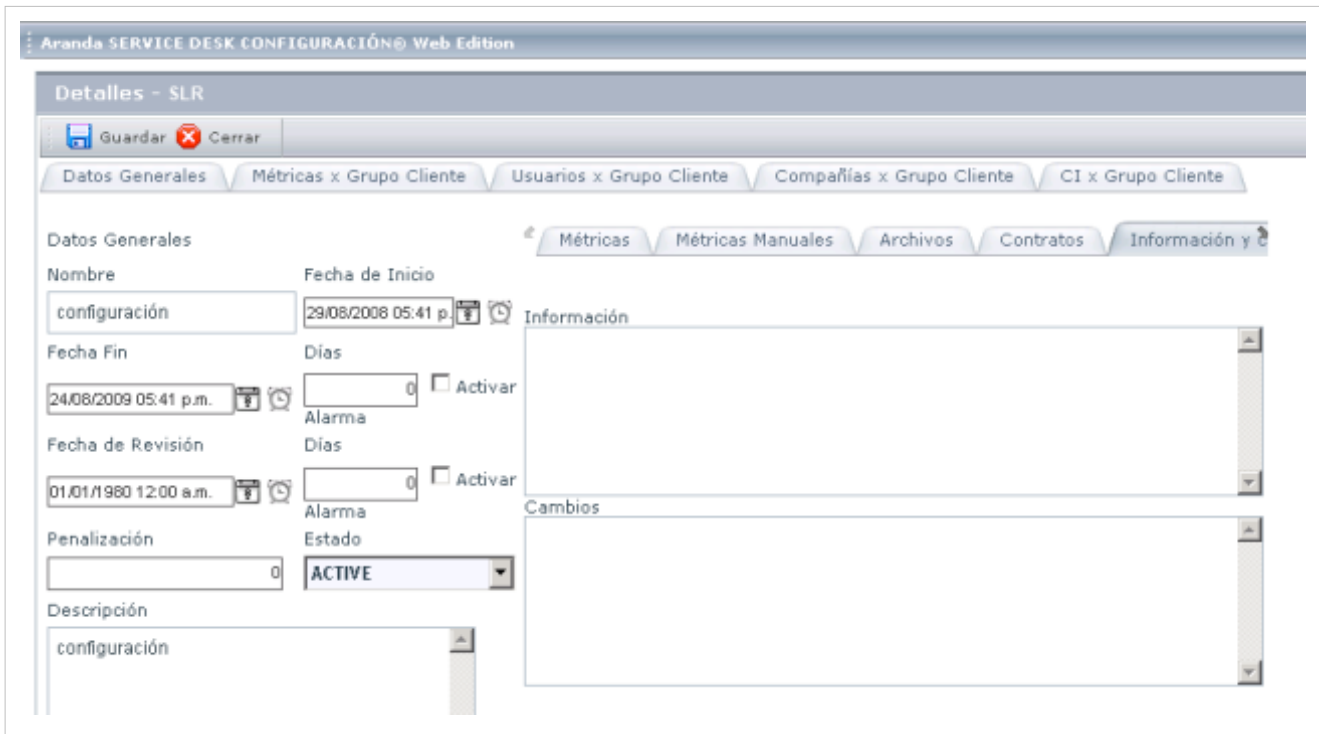 Aranda SERVICE DESK CONFIGURACIÓN® Web Edition
Detalles - SLR
Guardar Cerrar
Datos Generales Métricas x Grupo Cliente Usuarios x Grupo Cliente Compañías x Grupo Cliente CI x Grupo Cliente
Datos Generales
Métricas Métricas Manuales Archivos Contratos Información y
Nombre Fecha de Inicio
configuración 29/08/2008 05:41 p.
Información
Fecha Fin Días
24/08/2009 05:41 p.m. 0 Activar
Alarma
Fecha de Revisión Días
01/01/1980 12:00 a.m. 0 Activar
Alarma
Cambios
Penalización Estado
0 ACTIVE
Descripción
configuración